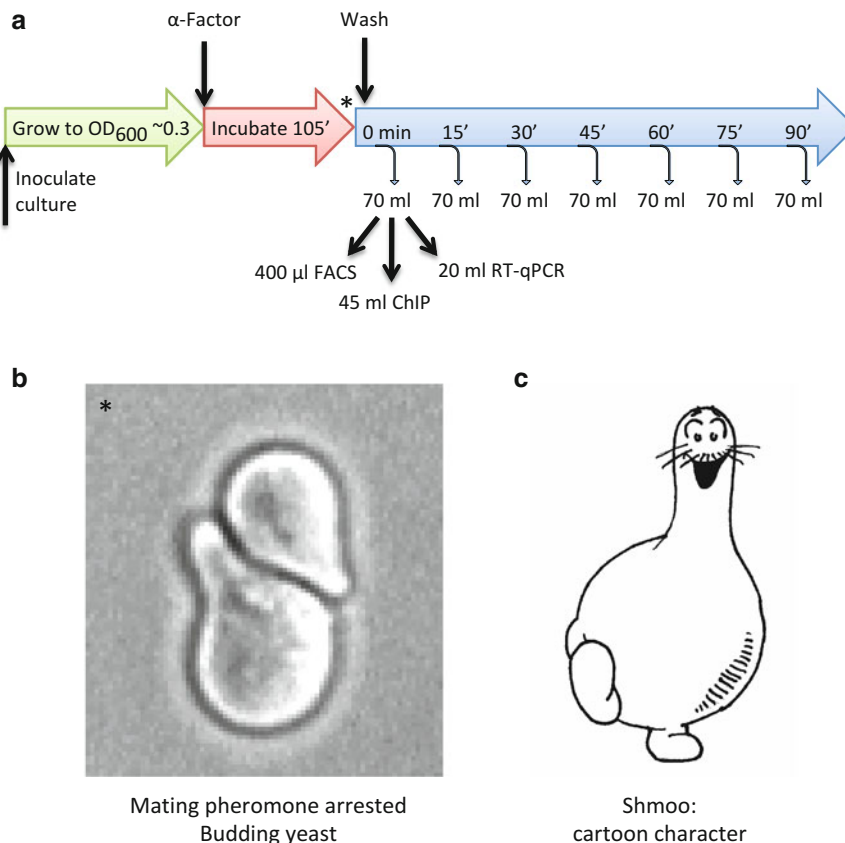 a
α-Factor
Wash
*
Grow to OD600 ~0.3
Incubate 105’
0 min 15’ 30’ 45’ 60’ 75’ 90’
Inoculate
culture
70 ml 70 ml 70 ml 70 ml 70 ml 70 ml 70 ml
400 μl FACS
20 ml RT-qPCR
45 ml ChIP
b
*
Mating pheromone arrested
Budding yeast
c
Shmoo:
cartoon character